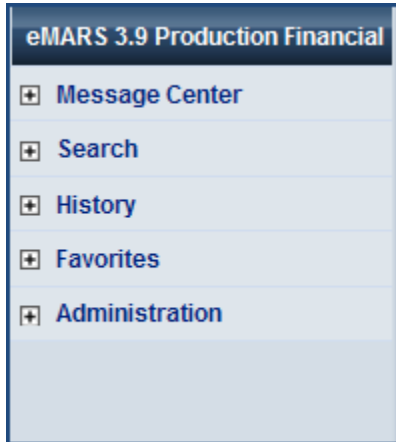 eMARS 3.9 Production Financial
Message Center
Search
History
Favorites
Administration